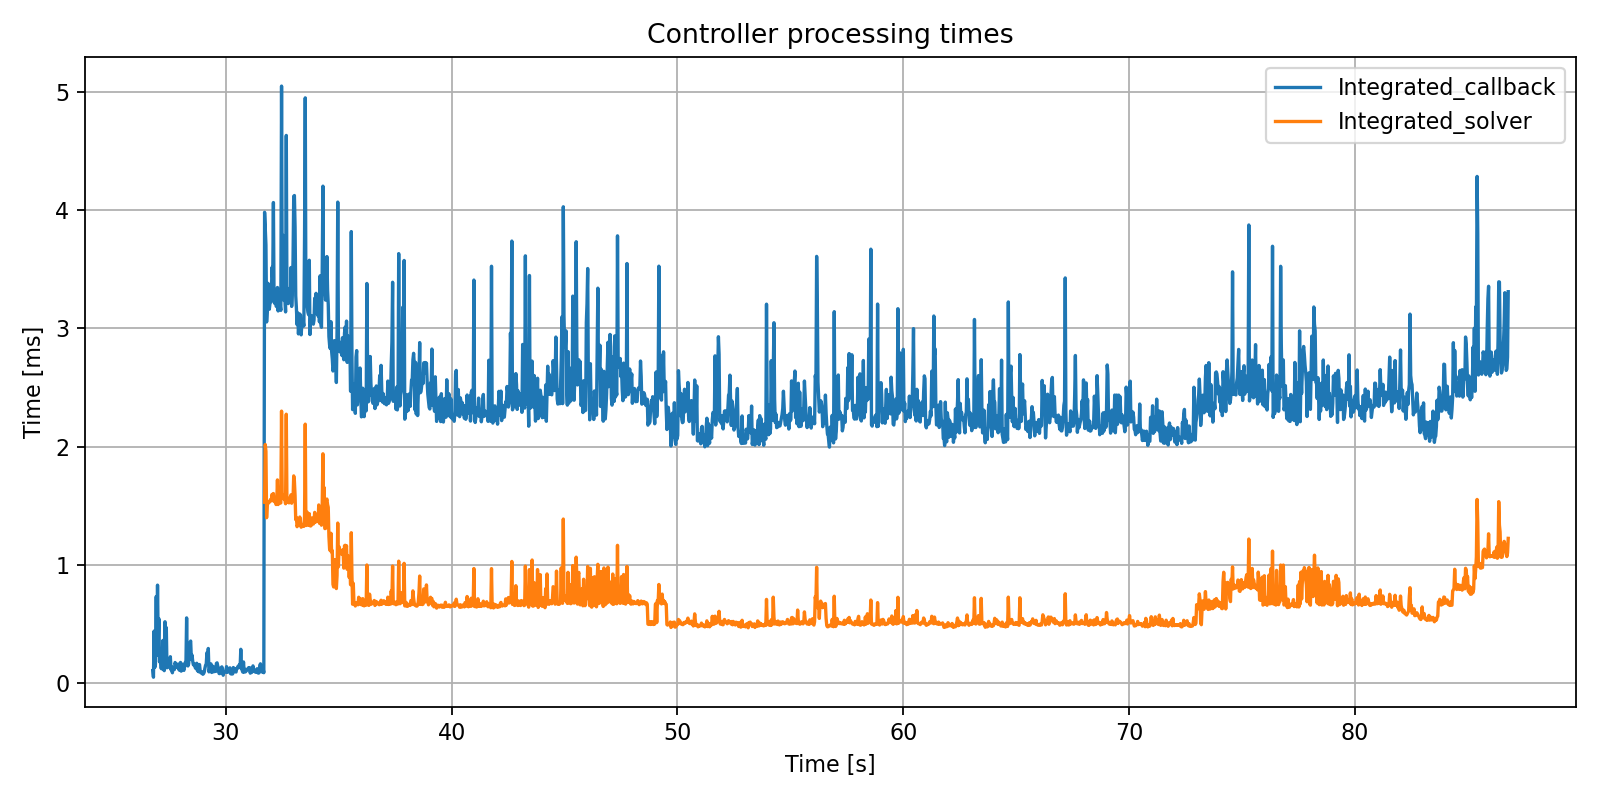 Controller processing times
Integrated_callback
Integrated_solver
Time [ms]
5
4
3
2
1
0
30 40 50 60 70 80
Time [s]